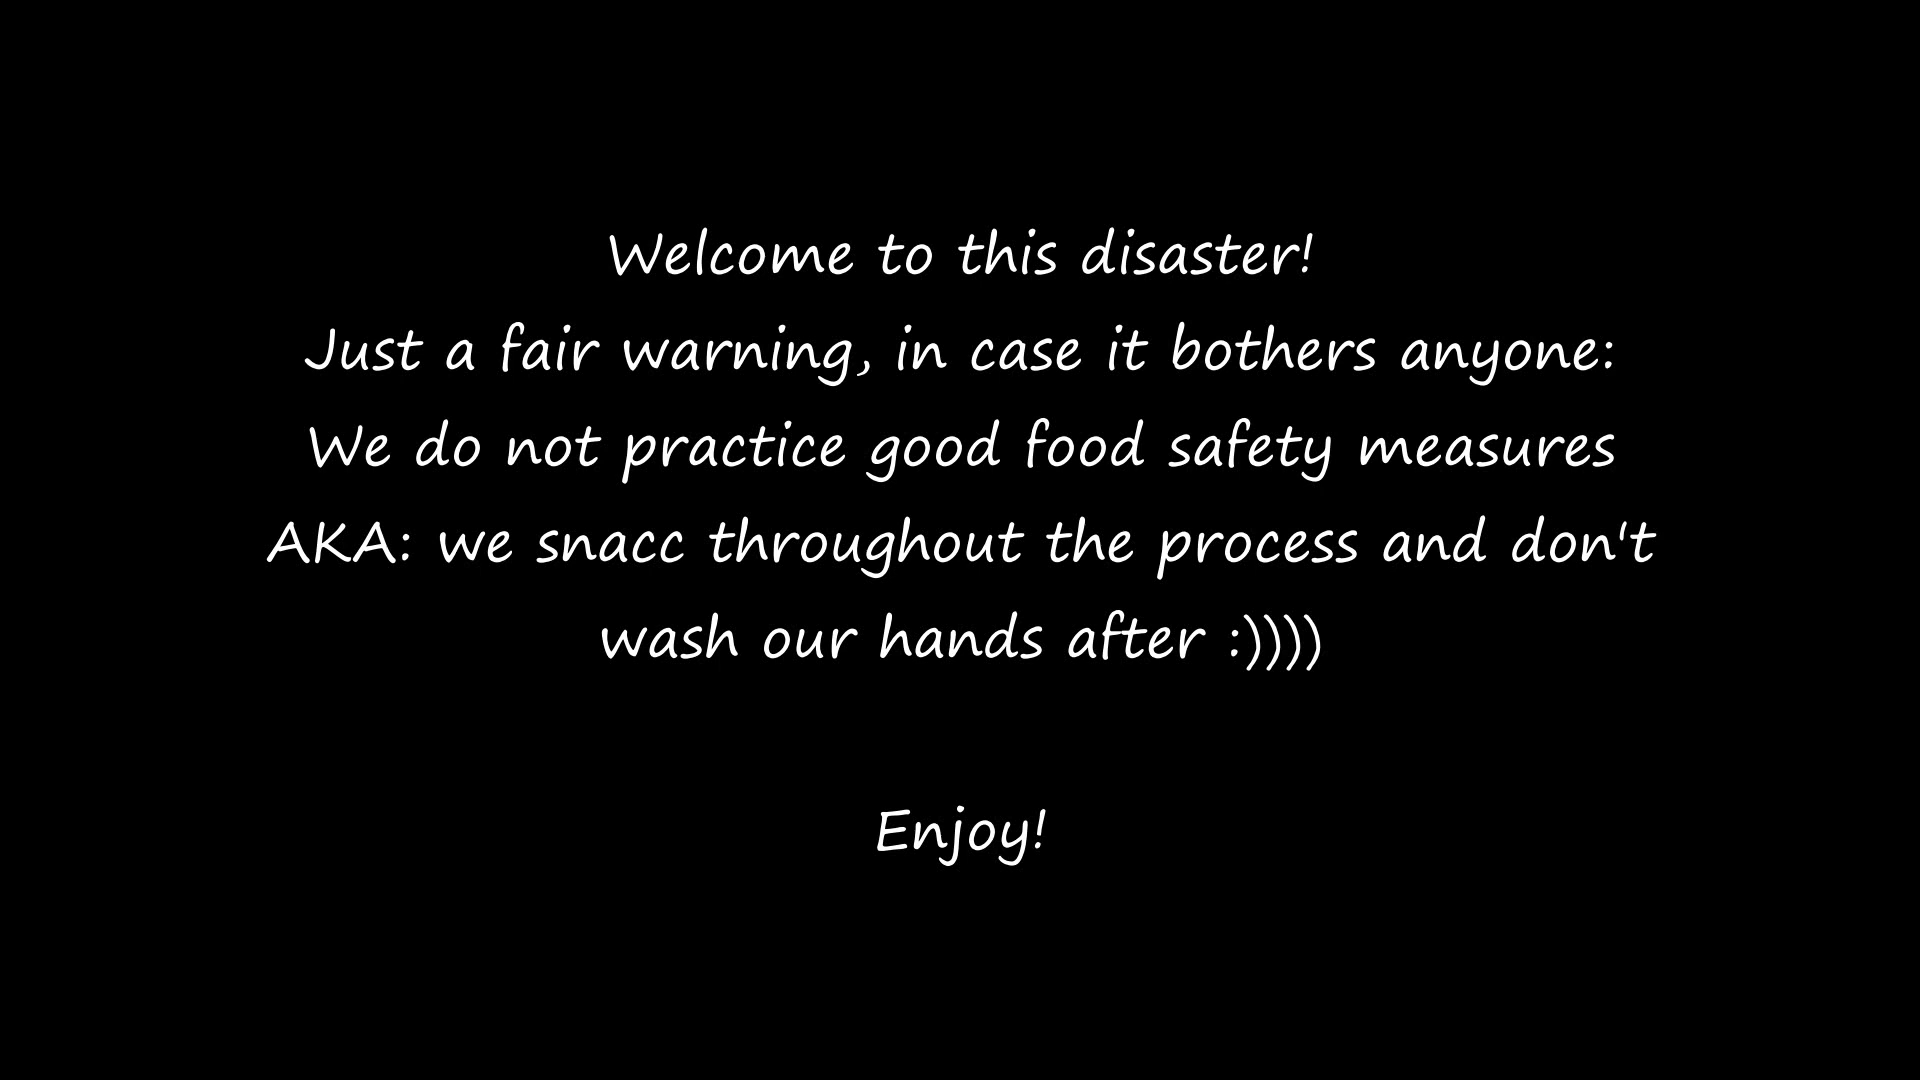 Welcome to this disaster!
Just a fair warning, in case it bothers anyone:
We do not practice good food safety measures
AKA: we snacc throughout the process and don't
wash our hands after :))))
Enjoy!